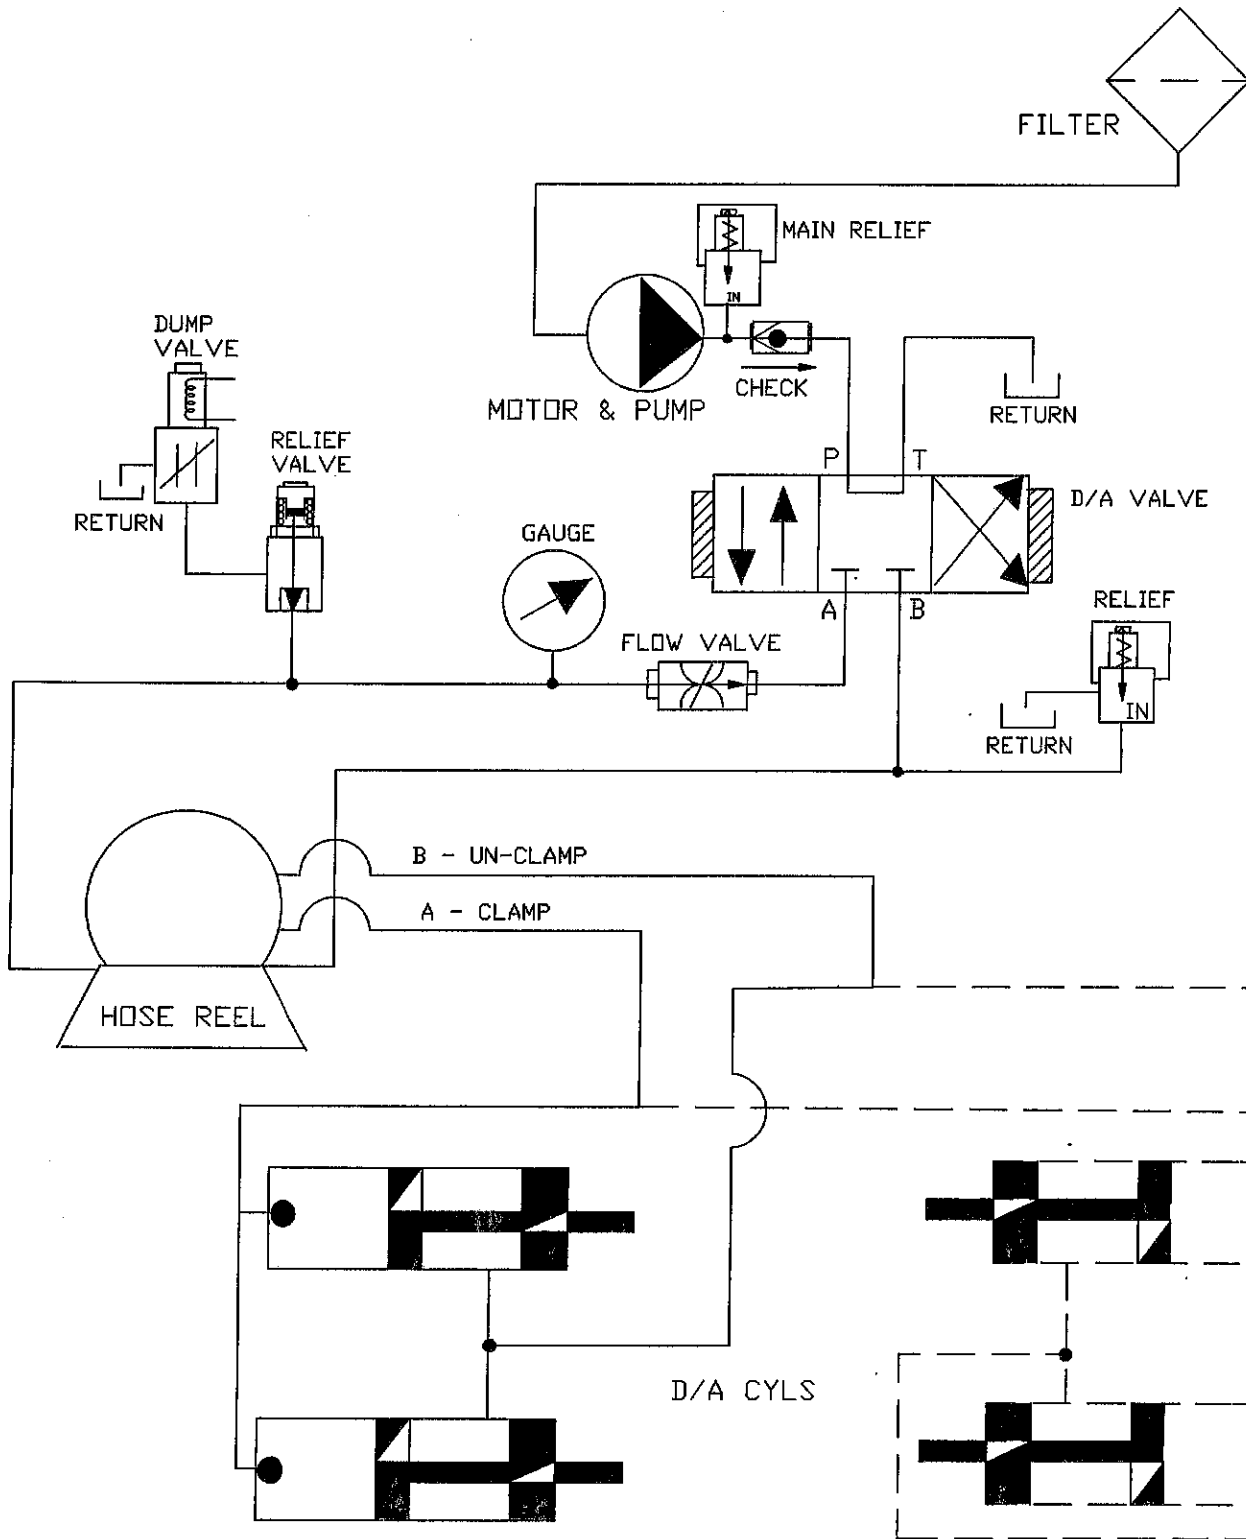 FILTER
MAIN RELIEF
IN
DUMP
VALVE
CHECK
MOTOR & PUMP
RETURN
RELIEF
VALVE
P
T
RETURN
D/A VALVE
GAUGE
A
B
RELIEF
FLOW VALVE
IN
RETURN
B - UN-CLAMP
A - CLAMP
HOSE REEL
D/A CYLS